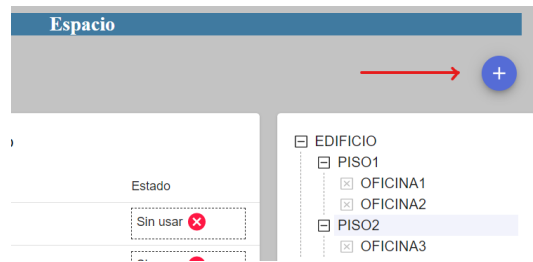 Espacio
EDIFICIO
PISO1
OFICINA1
Estado
OFICINA2
Sin usar
PISO2
OFICINA3